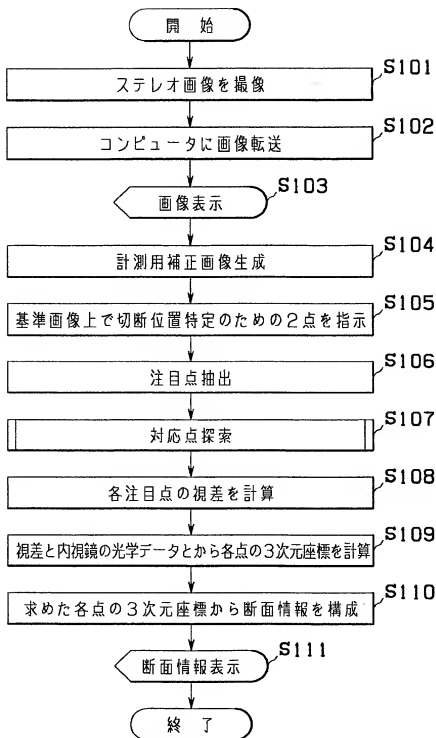 開始
S101
ステレオ画像を撮像
S102
コンピュータに画像転送
S103
画像表示
S104
計測用補正画像生成
S105
基準画像上で切断位置特定のための2点を指示
S106
注目点抽出
S107
対応点探索
S108
各注目点の視差を計算
S109
視差と内視鏡の光学データとから各点の3次元座標を計算
S110
求めた各点の3次元座標から断面情報を構成
S111
断面情報表示
終了